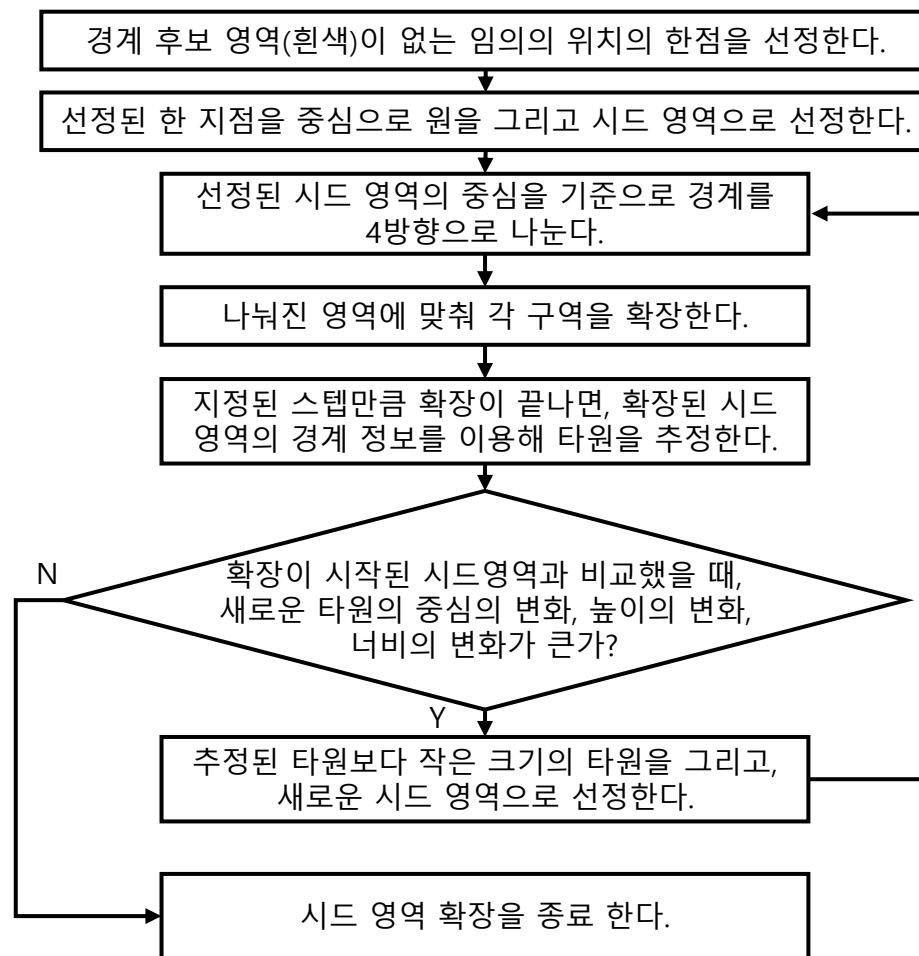 경계 후보 영역(흰색)이 없는 임의의 위치의 한점을 선정한다.
선정된 한 지점을 중심으로 원을 그리고 시드 영역으로 선정한다.
선정된 시드 영역의 중심을 기준으로 경계를
4방향으로 나눈다.
나눠진 영역에 맞춰 각 구역을 확장한다.
지정된 스텝만큼 확장이 끝나면, 확장된 시드
영역의 경계 정보를 이용해 타원을 추정한다.
N
확장이 시작된 시드영역과 비교했을 때,
새로운 타원의 중심의 변화, 높이의 변화,
너비의 변화가 큰가?
Y
추정된 타원보다 작은 크기의 타원을 그리고,
새로운 시드 영역으로 선정한다.
시드 영역 확장을 종료 한다.